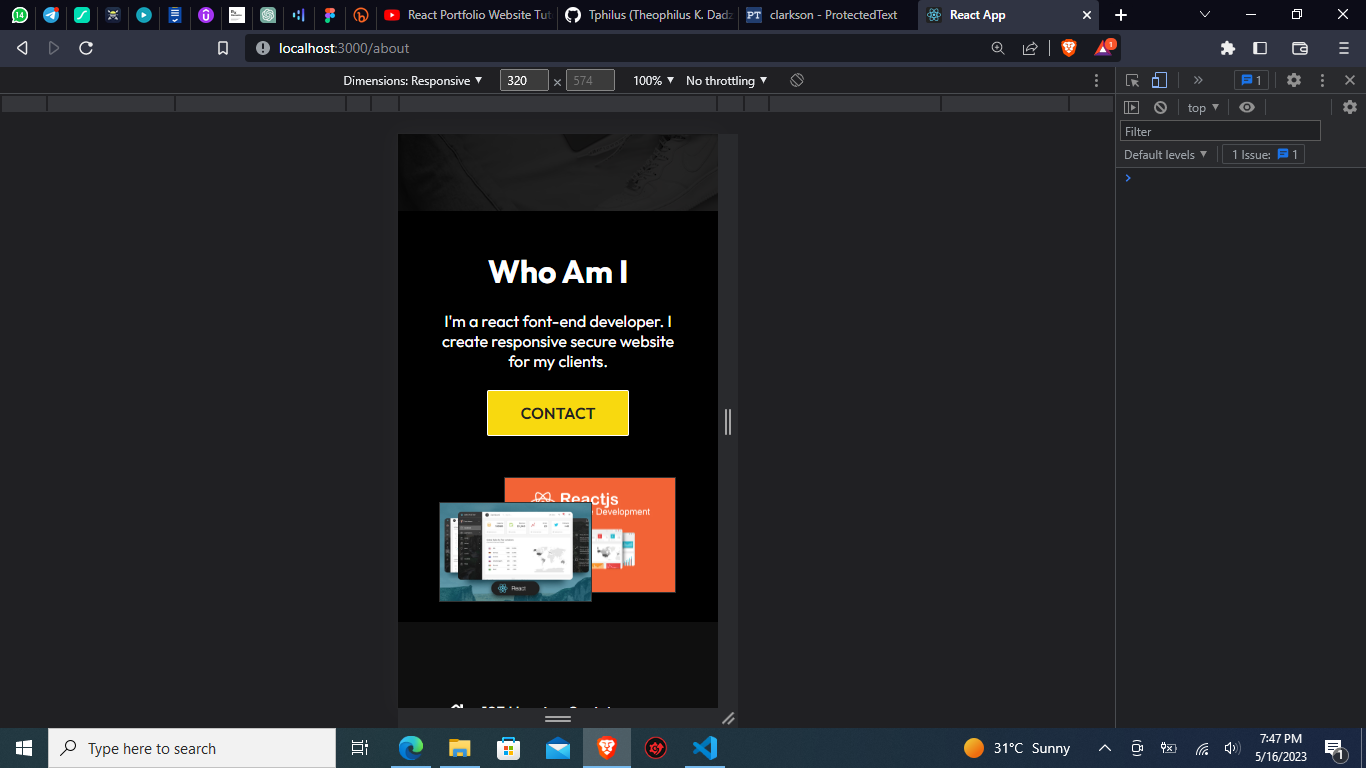 14
React Portfolio Website Tut
Tphilus (Theophilus K. Dadz
PT
clarkson - ProtectedText
React App
localhost:3000/about
1
Dimensions: Responsive
320
×
574
100%
No throttling
1
top
Filter
Default levels
1 Issue:
1
Who Am I
I'm a react font-end developer. I
create responsive secure website
for my clients.
CONTACT
Reactjs
Development
React
Type here to search
31°C Sunny
7:47 PM
5/16/2023
1